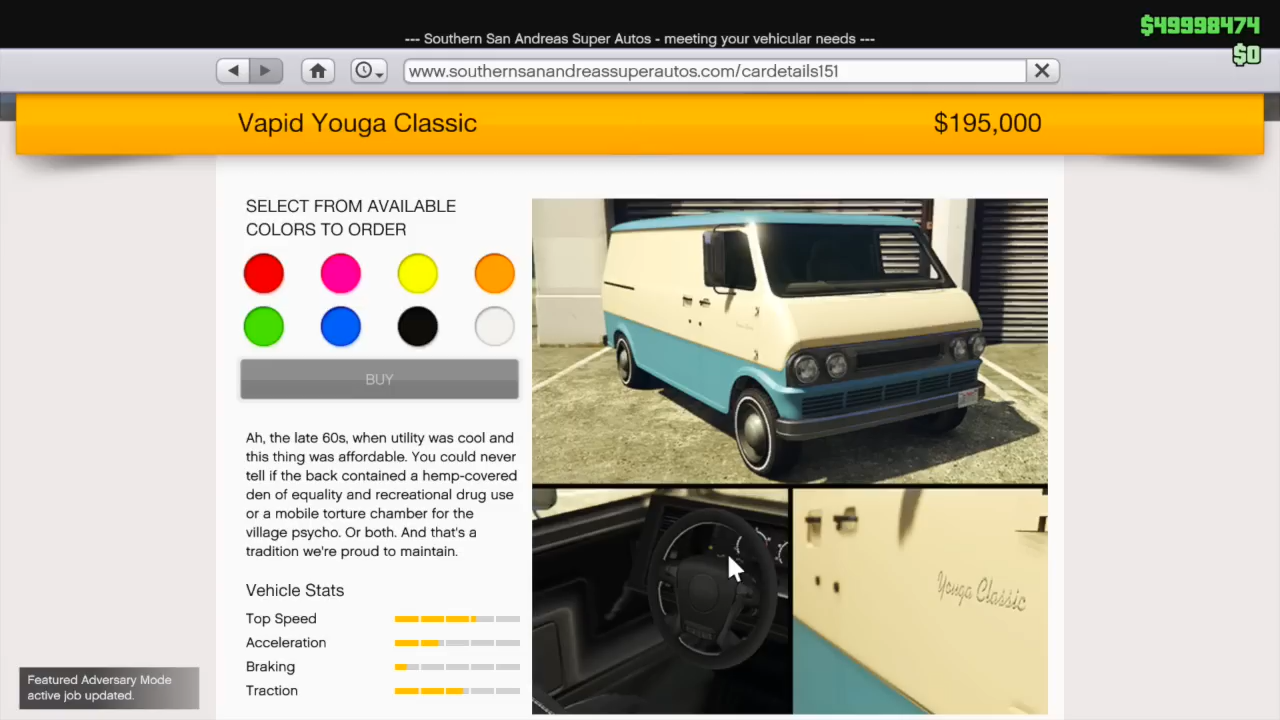 $49998474
--- Southern San Andreas Super Autos - meeting your vehicular needs ---
$0
www.southernsanandreassuperautos.com/cardetails151
Vapid Youga Classic
$195,000
SELECT FROM AVAILABLE
COLORS TO ORDER
BUY
Ah, the late 60s, when utility was cool and
this thing was affordable. You could never
tell if the back contained a hemp-covered
den of equality and recreational drug use
or a mobile torture chamber for the
village psycho. Or both. And that's a
tradition we're proud to maintain.
Vehicle Stats
Top Speed
Acceleration
Braking
Traction
Youga Classic
Featured Adversary Mode
active job updated.